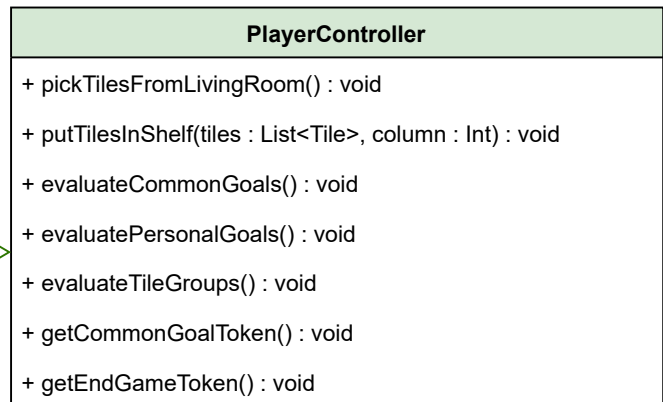 PlayerController
+ pickTilesFromLivingRoom() : void
+ putTilesInShelf(tiles : List<Tile>, column : Int) : void
+ evaluateCommonGoals() : void
+ evaluatePersonalGoals() : void
+ evaluateTileGroups() : void
+ getCommonGoalToken() : void
+ getEndGameToken() : void